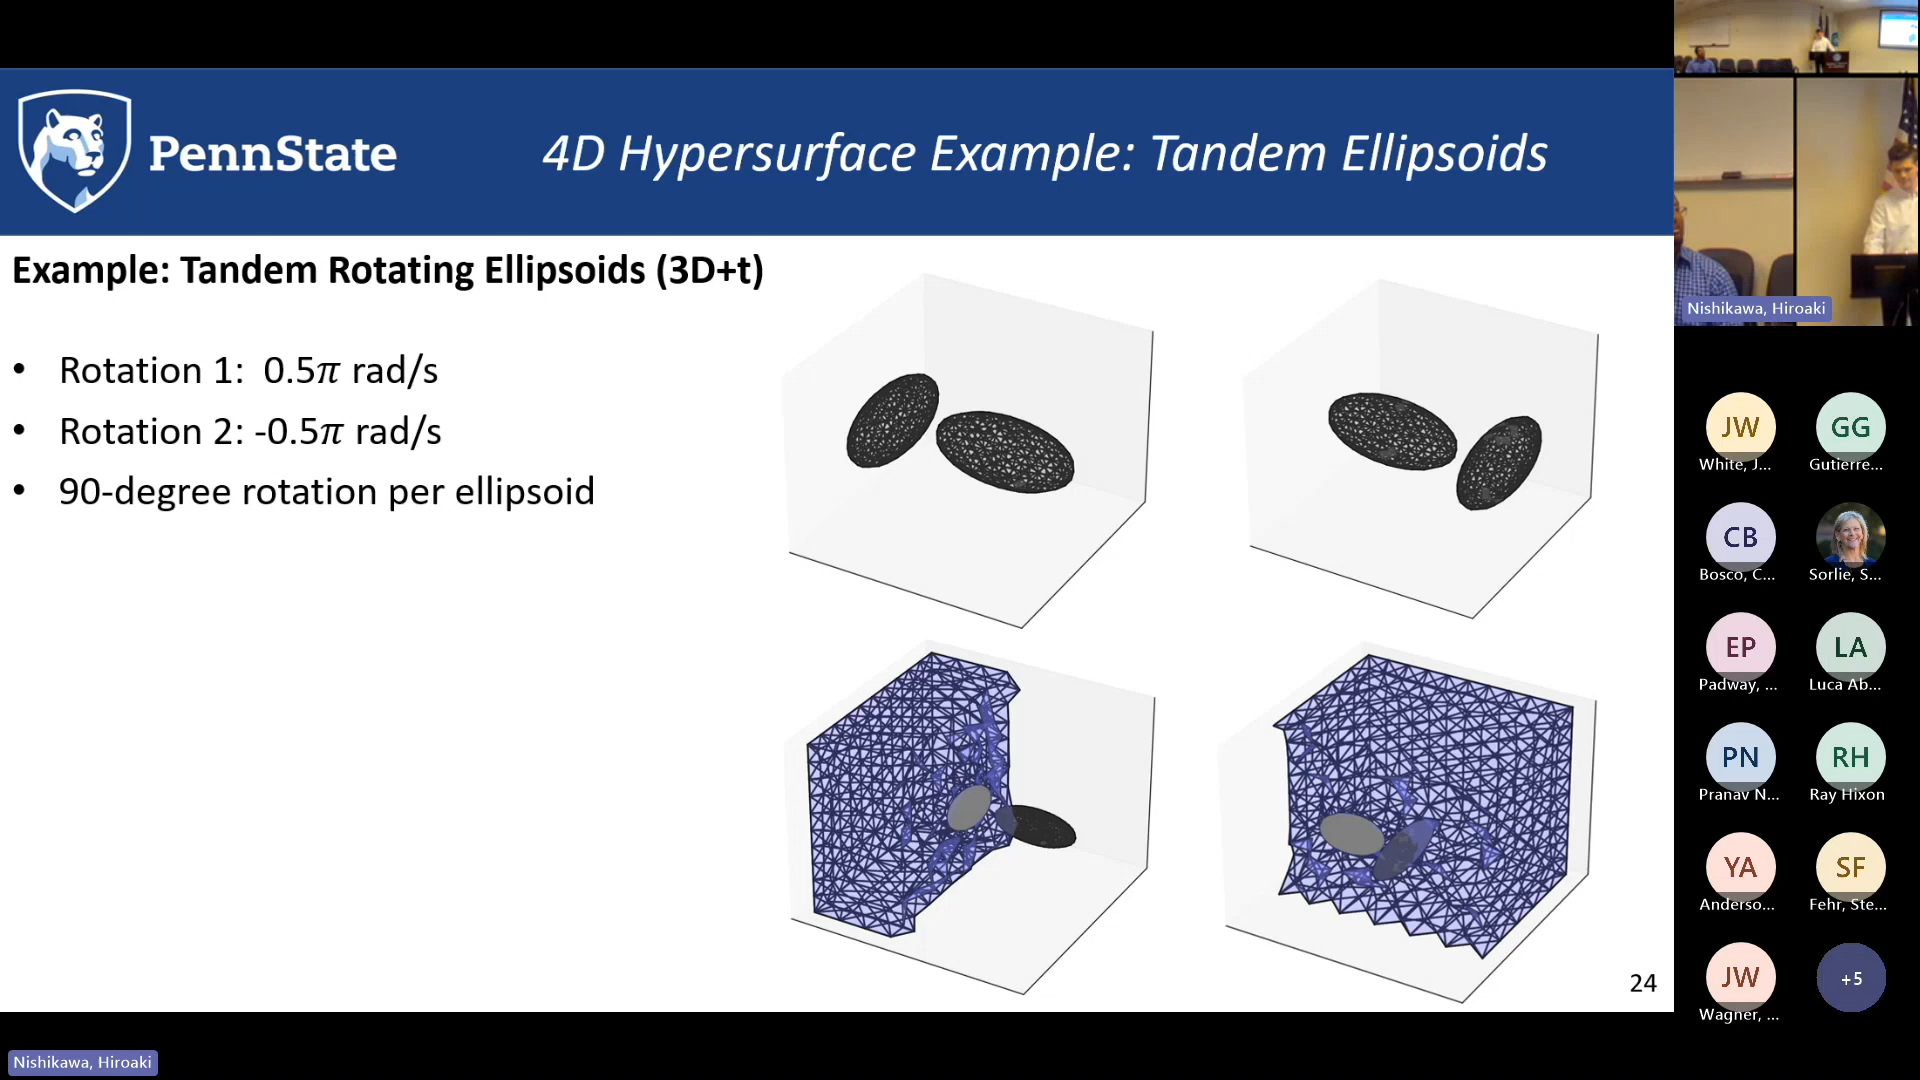 PennState
4D Hypersurface Example: Tandem Ellipsoids
Example: Tandem Rotating Ellipsoids (3D+t)
• Rotation 1: 0.5𝜋 rad/s
• Rotation 2: -0.5𝜋 rad/s
• 90-degree rotation per ellipsoid
24
Nishikawa, Hiroaki
JW
White, J...
GG
Gutierre...
CB
Bosco, C...
Sorlie, S...
EP
Padway, ...
LA
Luca Ab...
PN
Pranav N...
RH
Ray Hixon
YA
Anderso...
SF
Fehr, Ste...
JW
Wagner, ...
+5
Nishikawa, Hiroaki